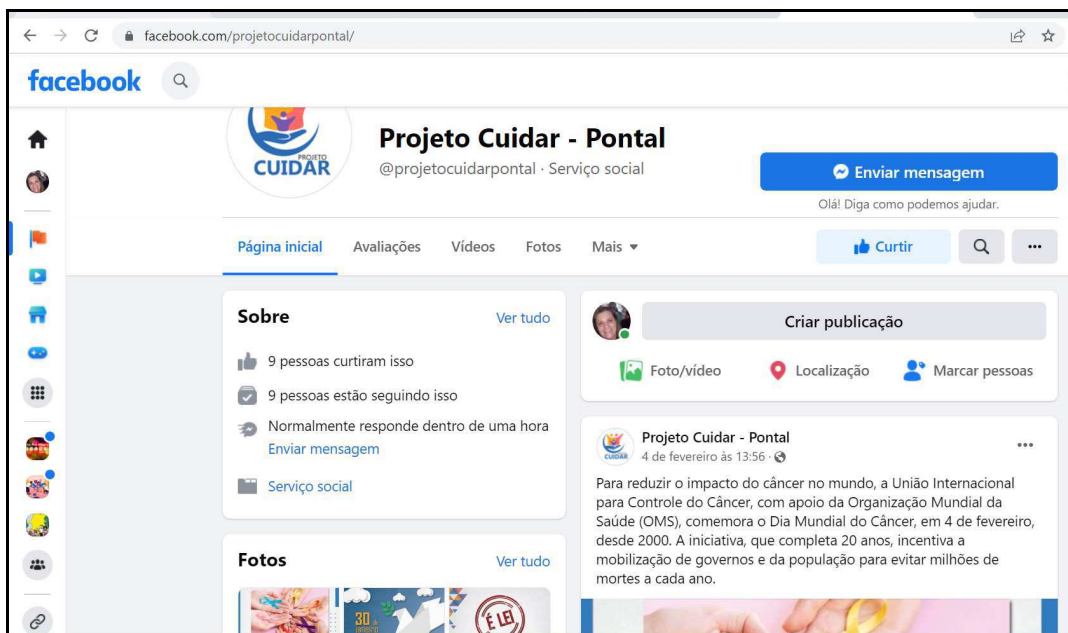 facebook.com/projetocuidarpontal/
facebook
PROJETO
CUIDAR
Projeto Cuidar - Pontal
@projetocuidarpontal · Serviço social
Enviar mensagem
Olá! Diga como podemos ajudar.
Página inicial
Avaliações
Vídeos
Fotos
Mais
Curtir
Sobre
Ver tudo
9 pessoas curtiram isso
9 pessoas estão seguindo isso
Normalmente responde dentro de uma hora
Enviar mensagem
Serviço social
Fotos
Ver tudo
30 de
janeiro
É LEI
Criar publicação
Foto/vídeo
Localização
Marcar pessoas
CUIDAR
Projeto Cuidar - Pontal
4 de fevereiro às 13:56 ·
Para reduzir o impacto do câncer no mundo, a União Internacional
para Controle do Câncer, com apoio da Organização Mundial da
Saúde (OMS), comemora o Dia Mundial do Câncer, em 4 de fevereiro,
desde 2000. A iniciativa, que completa 20 anos, incentiva a
mobilização de governos e da população para evitar milhões de
mortes a cada ano.